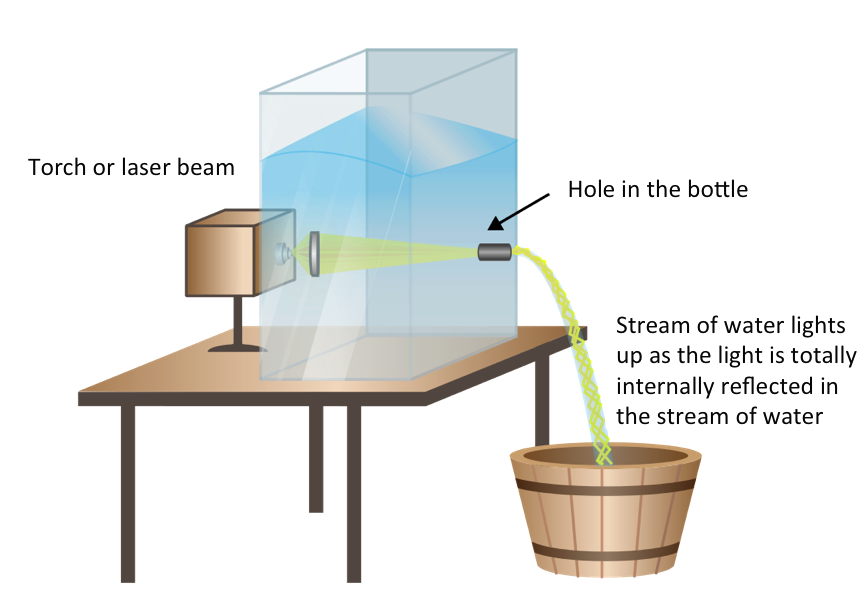 Torch or laser beam
Hole in the bottle
Stream of water lights
up as the light is totally
internally reflected in
the stream of water